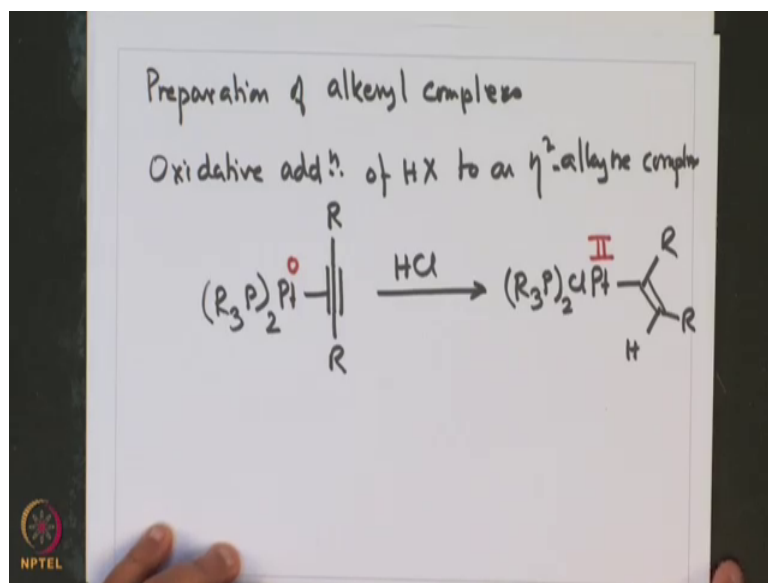 Preparation of alkenyl complexes
Oxidative addn. of HX to an η²-alkyne complex
R
O
II
R
HCl
(R₃P)₂Pt
(R₃P)₂ClPt
R
H
R
NPTEL